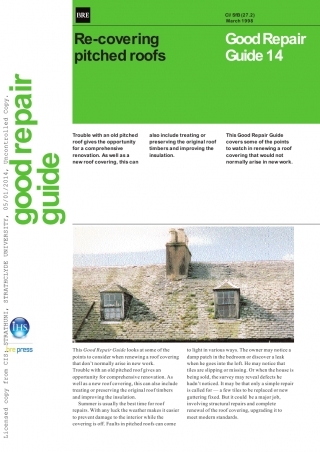 BRE
CI SfB (27.2)
March 1998
Re-covering
pitched roofs
Good Repair
Guide 14
good repair
guide
Trouble with an old pitched
roof gives the opportunity
for a comprehensive
renovation. As well as a
new roof covering, this can
also include treating or
preserving the original roof
timbers and improving the
insulation.
This Good Repair Guide
covers some of the points
to watch in renewing a roof
covering that would not
normally arise in new work.
This Good Repair Guide looks at some of the
points to consider when renewing a roof covering
that don't normally arise in new work.
Trouble with an old pitched roof gives an
opportunity for comprehensive renovation. As
well as a new roof covering, this can also include
treating or preserving the original roof timbers
and improving the insulation.
Summer is usually the best time for roof
repairs. With any luck the weather makes it easier
to prevent damage to the interior while the
covering is off. Faults in pitched roofs can come
to light in various ways. The owner may notice a
damp patch in the bedroom or discover a leak
when he goes into the loft. He may notice that
tiles are slipping or missing. Or when the house is
being sold, the survey may reveal defects he
hadn't noticed. It may be that only a simple repair
is called for — a few tiles to be replaced or new
guttering fixed. But it could be a major job,
involving structural repairs and complete
renewal of the roof covering, upgrading it to
meet modern standards.
IHS
press
Licensed copy from CIS: STRATHUNI, STRATHCLYDE UNIVERSITY, 05/01/2014, Uncontrolled Copy.